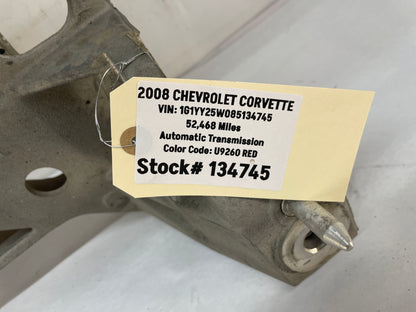 2008 CHEVROLET CORVETTE
VIN: 1G1YY25W085134745
52,468 Miles
Automatic Transmission
Color Code: U9260 RED
Stock# 134745